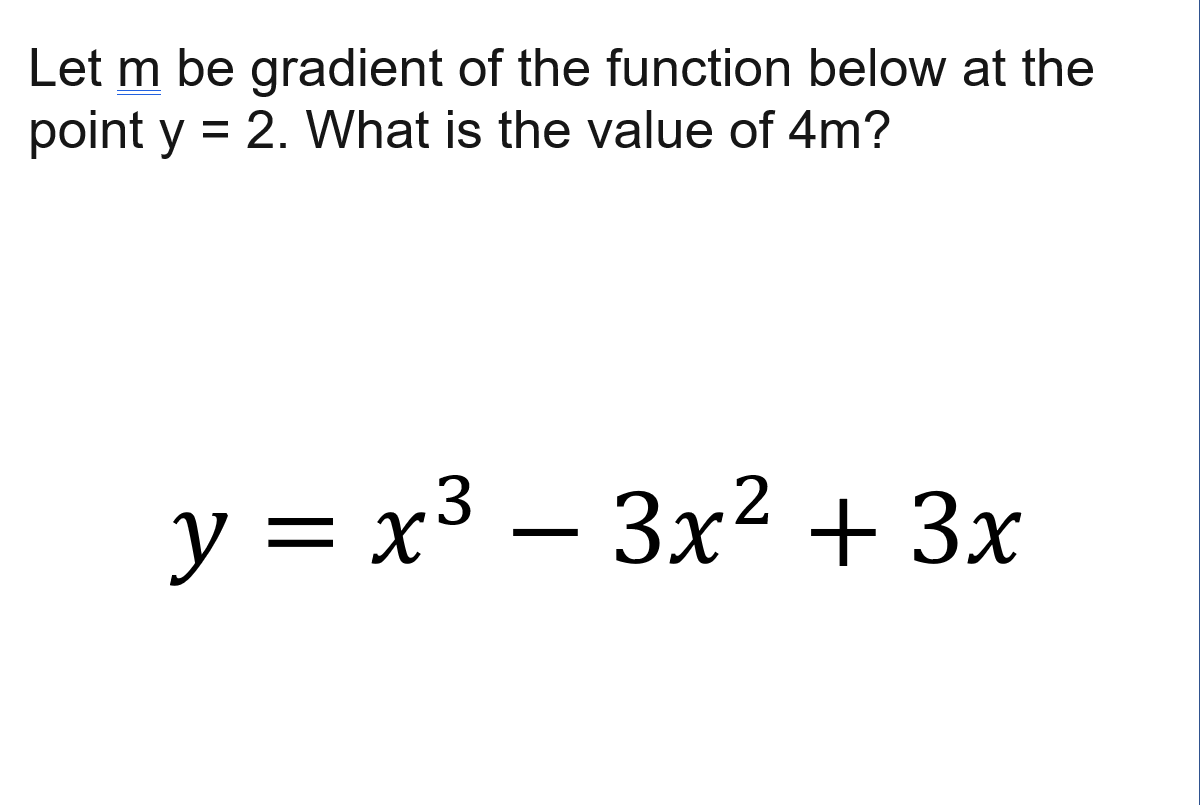 Let m be gradient of the function below at the
point y = 2. What is the value of 4m?
y = x³ − 3x² + 3x